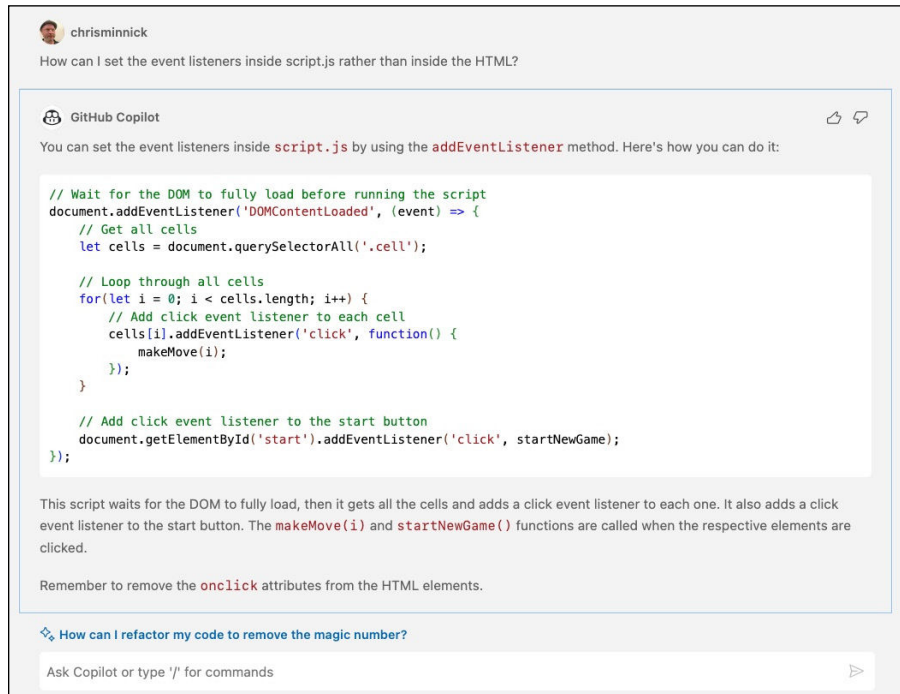 chrisminnick
How can I set the event listeners inside script.js rather than inside the HTML?
GitHub Copilot
You can set the event listeners inside script.js by using the addEventListener method. Here's how you can do it:
// Wait for the DOM to fully load before running the script
document.addEventListener('DOMContentLoaded', (event) => {
    // Get all cells
    let cells = document.querySelectorAll('.cell');

    // Loop through all cells
    for(let i = 0; i < cells.length; i++) {
        // Add click event listener to each cell
        cells[i].addEventListener('click', function() {
            makeMove(i);
        });
    }

    // Add click event listener to the start button
    document.getElementById('start').addEventListener('click', startNewGame);
});
This script waits for the DOM to fully load, then it gets all the cells and adds a click event listener to each one. It also adds a click
event listener to the start button. The makeMove(i) and startNewGame() functions are called when the respective elements are
clicked.
Remember to remove the onclick attributes from the HTML elements.
How can I refactor my code to remove the magic number?
Ask Copilot or type '/' for commands